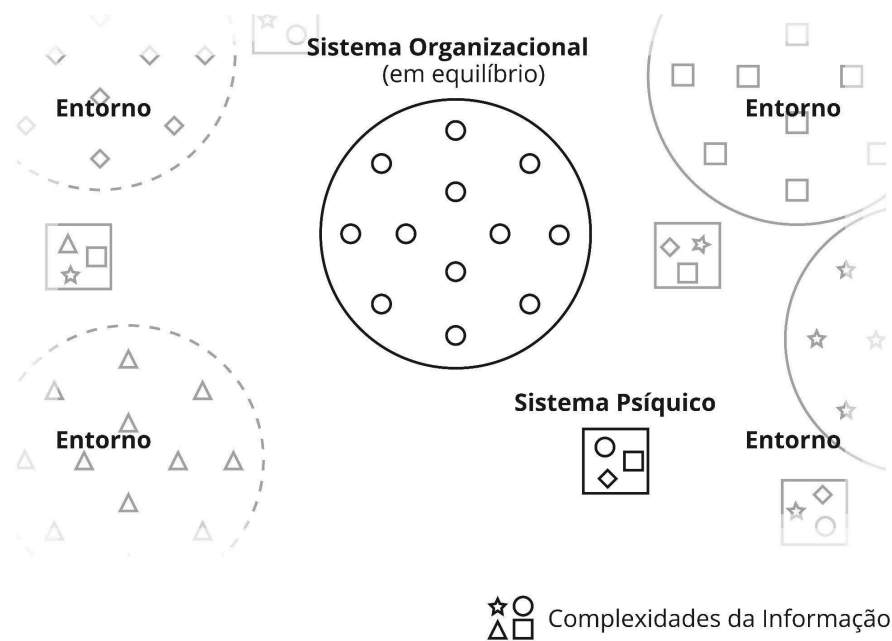 Sistema Organizacional
(em equilíbrio)
Entorno
Entorno
Sistema Psíquico
Entorno
Entorno
Complexidades da Informação